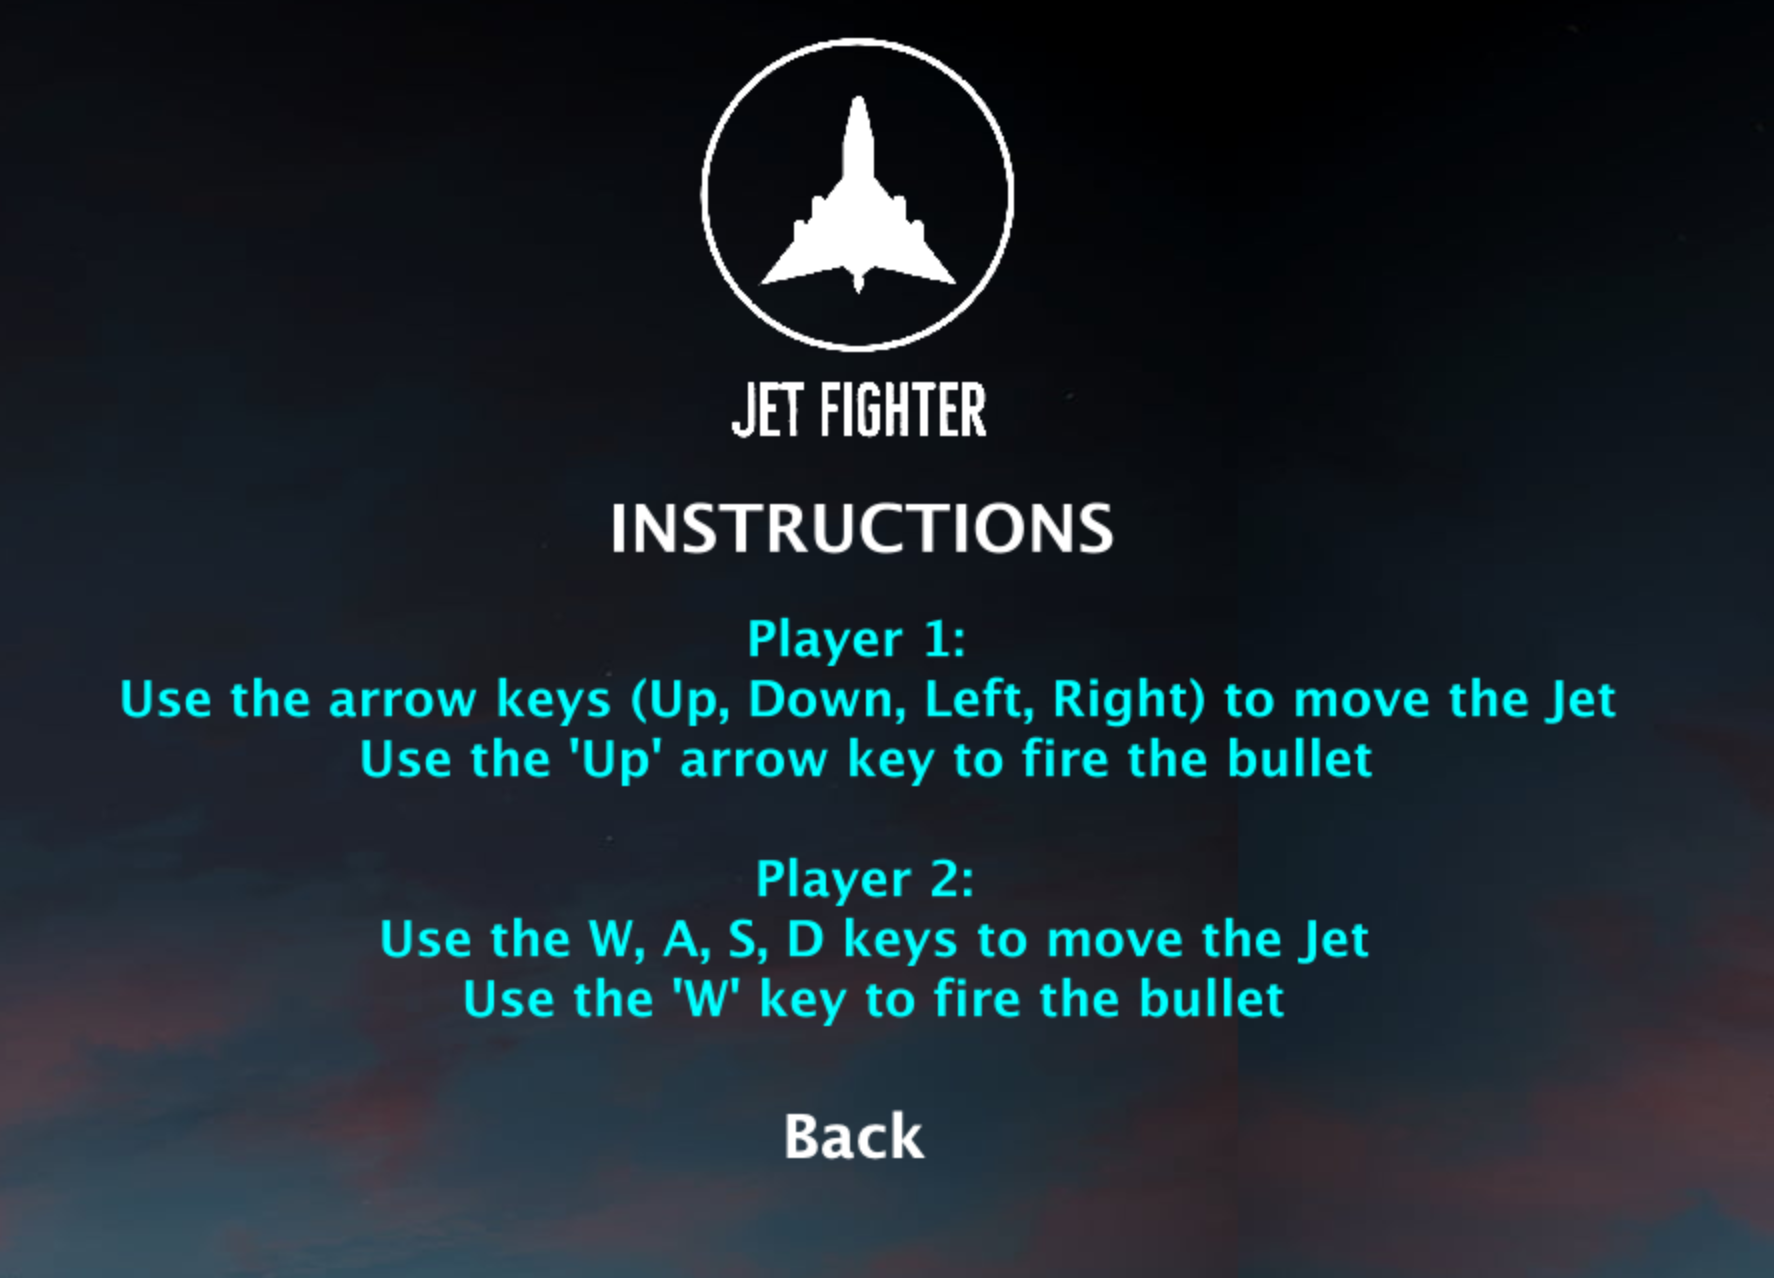 JET FIGHTER
INSTRUCTIONS
Player 1:
Use the arrow keys (Up, Down, Left, Right) to move the Jet
Use the 'Up' arrow key to fire the bullet
Player 2:
Use the W, A, S, D keys to move the Jet
Use the 'W' key to fire the bullet
Back